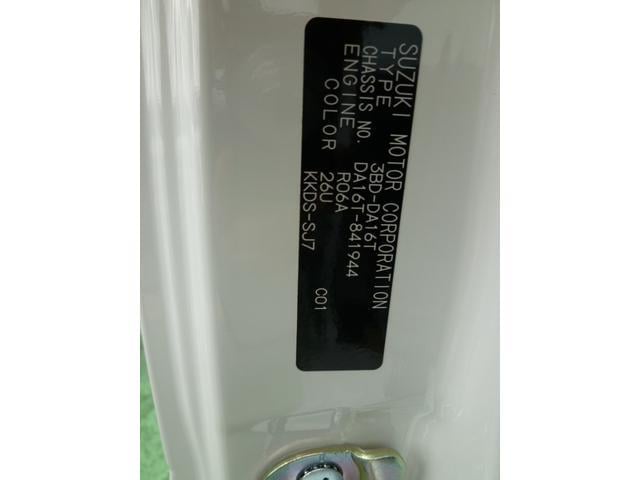 SUZUKI MOTOR CORPORATION
TYPE 3BD-DA16T
CHASSIS NO. DA16T-841944
ENGINE R06A
COLOR 26U
KKDS-SJ7 C01